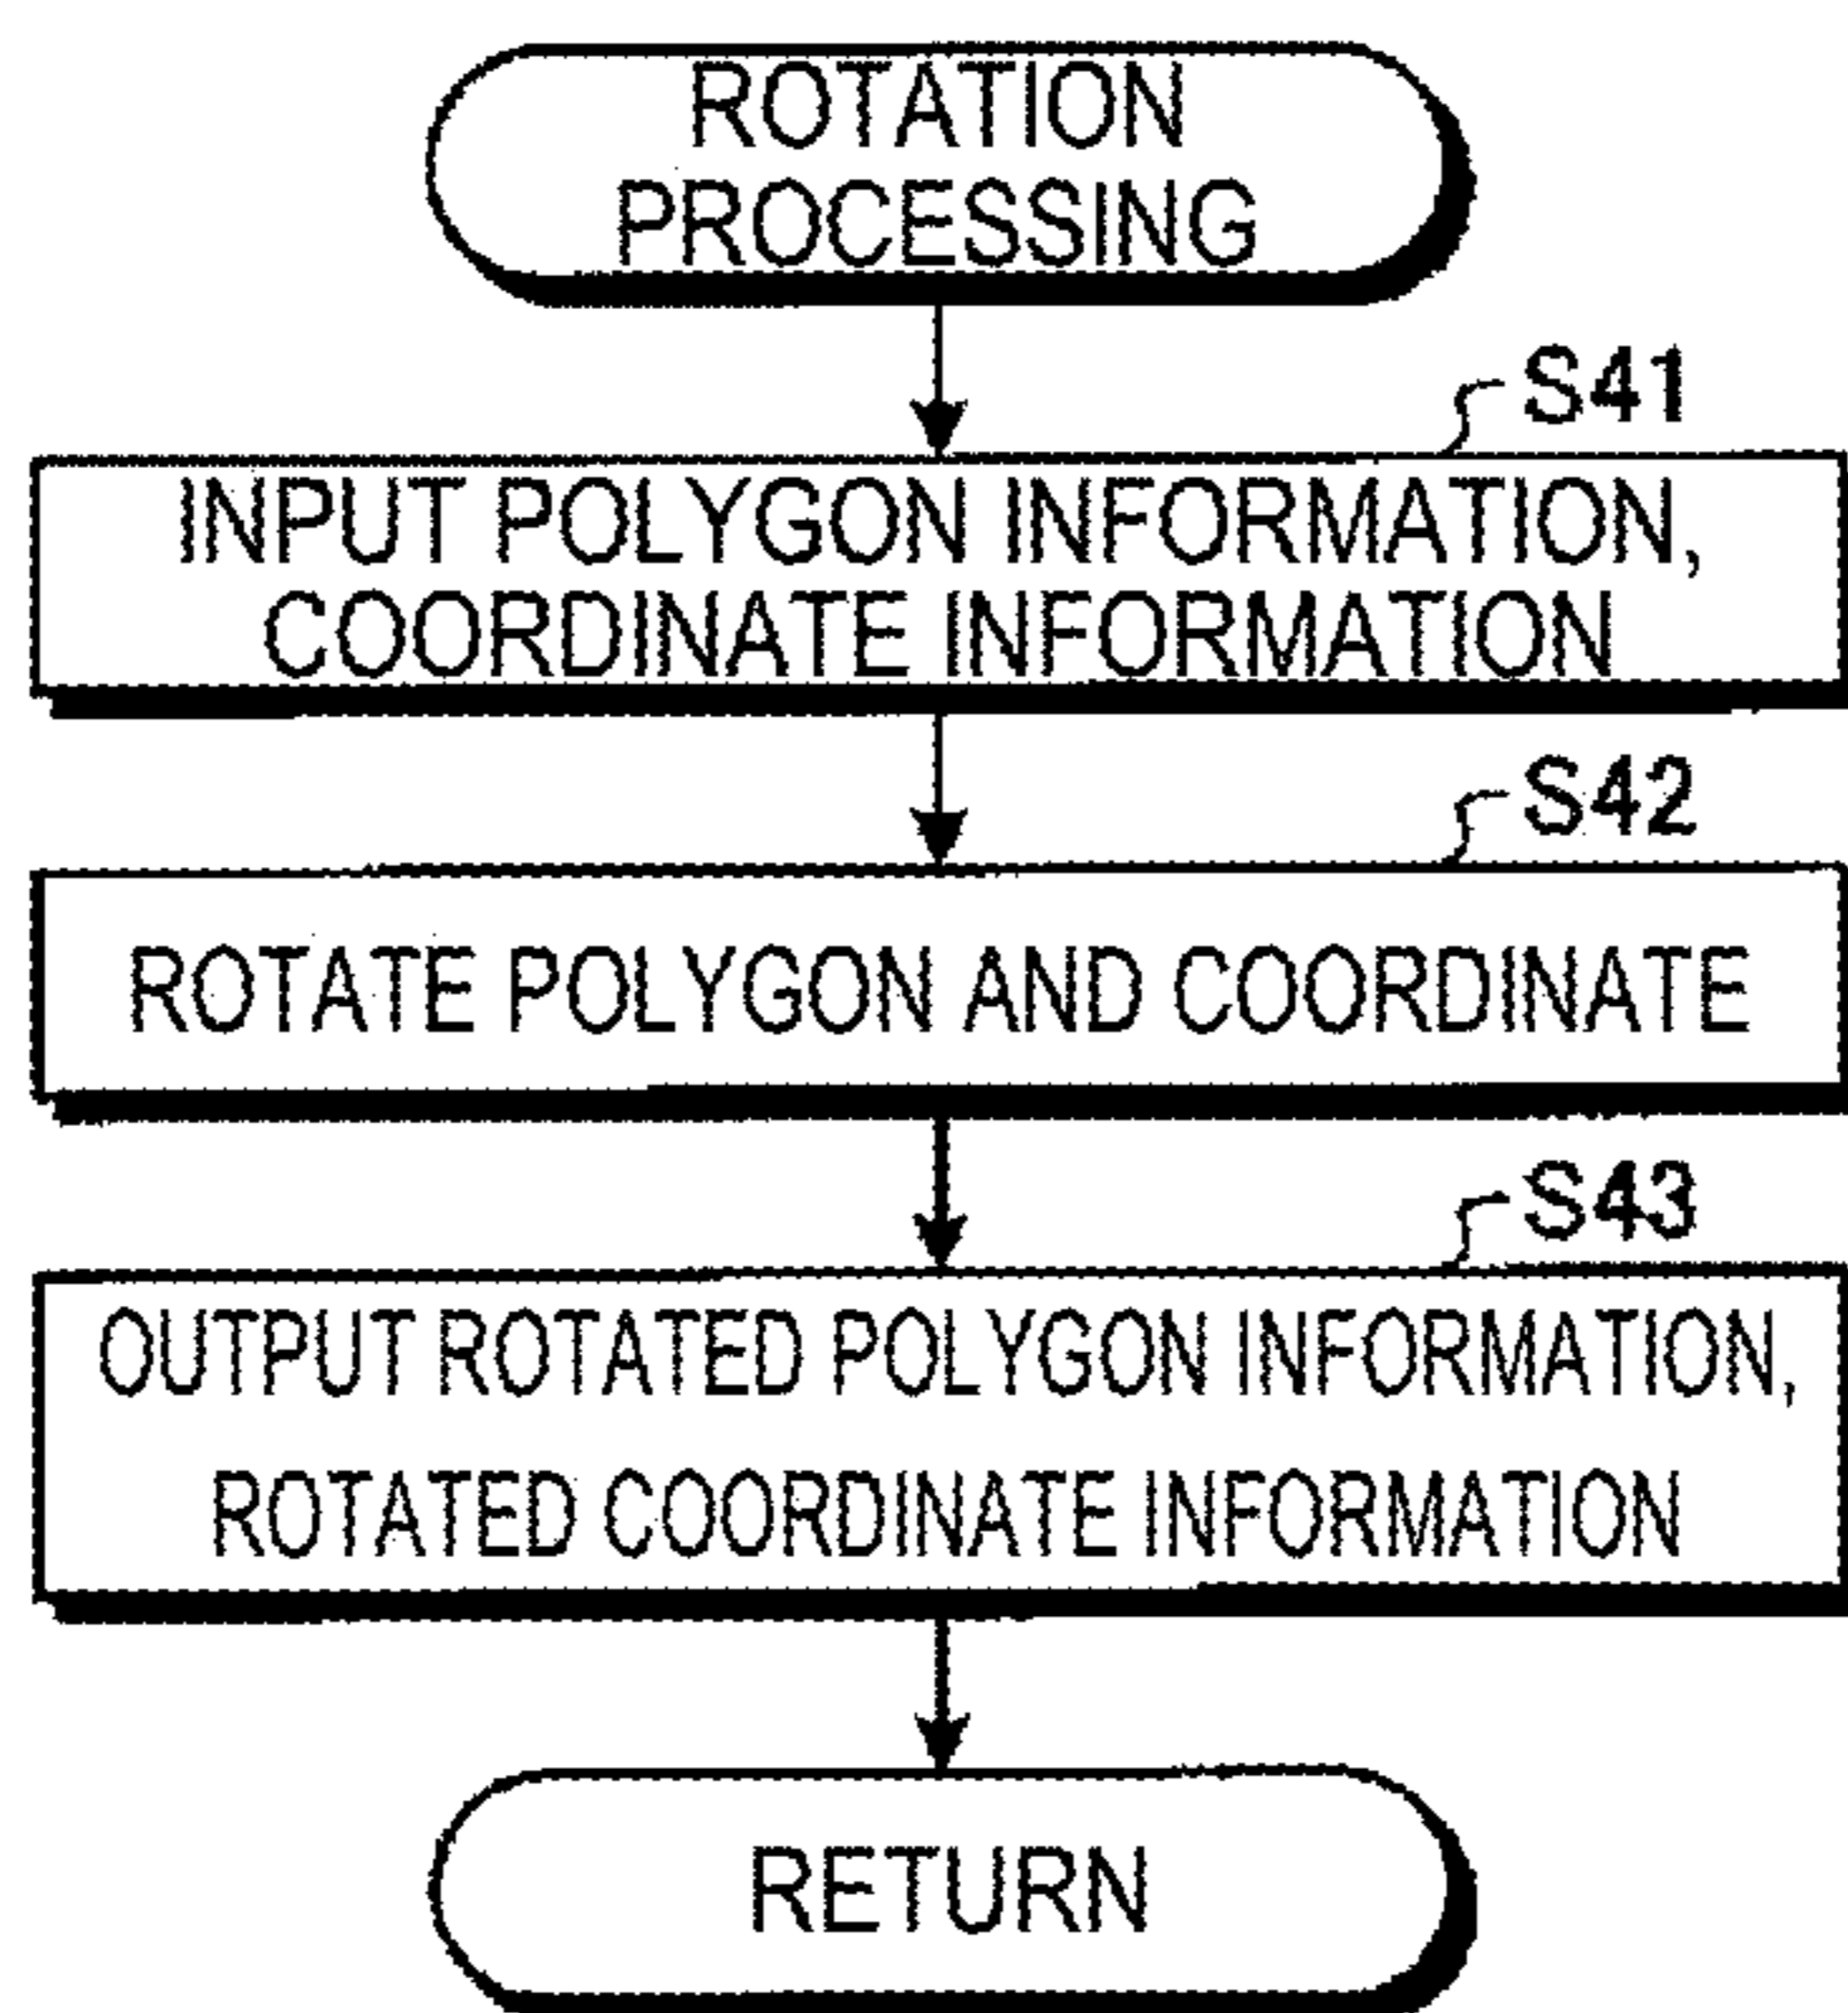 ROTATION
PROCESSING
S41
INPUT POLYGON INFORMATION,
COORDINATE INFORMATION
S42
ROTATE POLYGON AND COORDINATE
S43
OUTPUT ROTATED POLYGON INFORMATION,
ROTATED COORDINATE INFORMATION
RETURN